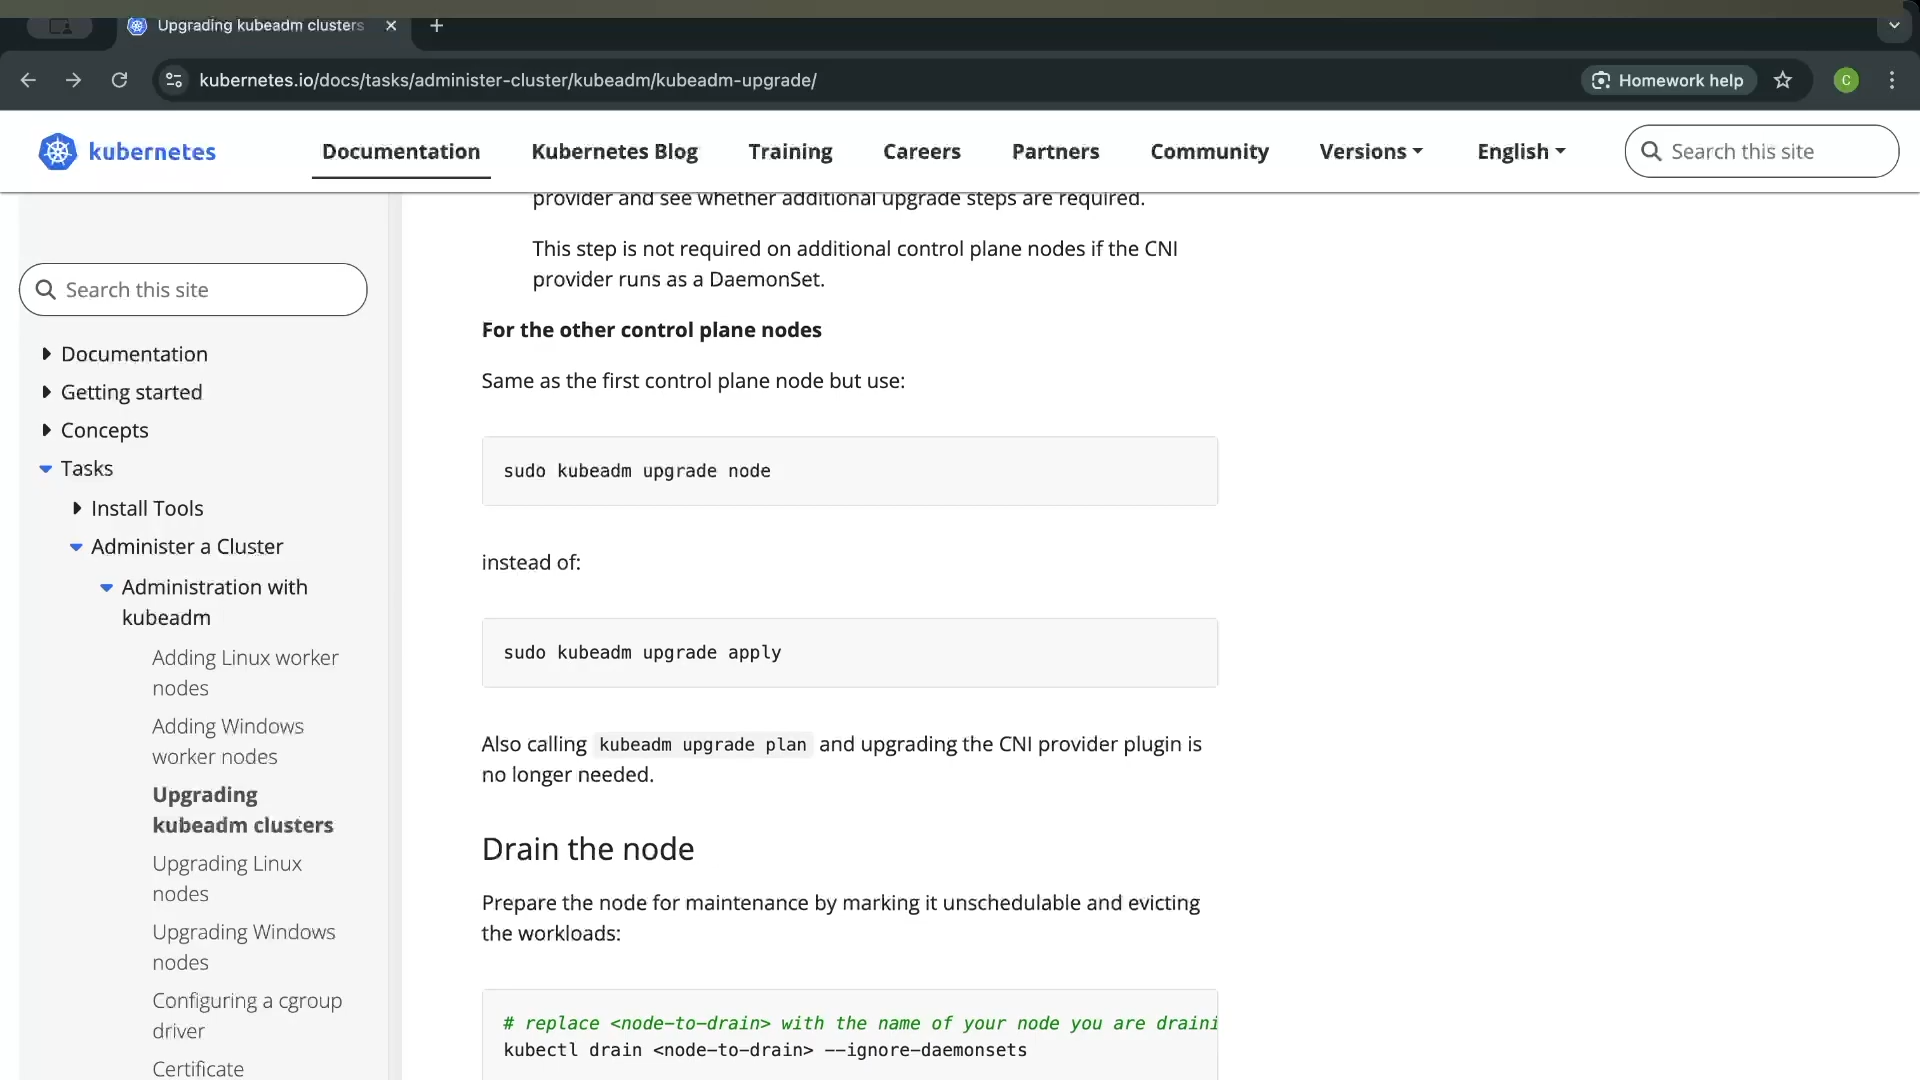 Upgrading kubeadm clusters
kubernetes.io/docs/tasks/administer-cluster/kubeadm/kubeadm-upgrade/
Homework help
C
kubernetes
Documentation
Kubernetes Blog
Training
Careers
Partners
Community
Versions
English
Search this site
Search this site
Documentation
Getting started
Concepts
Tasks
Install Tools
Administer a Cluster
Administration with
kubeadm
Adding Linux worker
nodes
Adding Windows
worker nodes
Upgrading
kubeadm clusters
Upgrading Linux
nodes
Upgrading Windows
nodes
Configuring a cgroup
driver
Certificate
provider and see whether additional upgrade steps are required.
This step is not required on additional control plane nodes if the CNI
provider runs as a DaemonSet.
For the other control plane nodes
Same as the first control plane node but use:
sudo kubeadm upgrade node
instead of:
sudo kubeadm upgrade apply
Also calling kubeadm upgrade plan and upgrading the CNI provider plugin is
no longer needed.
Drain the node
Prepare the node for maintenance by marking it unschedulable and evicting
the workloads:
# replace <node-to-drain> with the name of your node you are draini
kubectl drain <node-to-drain> --ignore-daemonsets